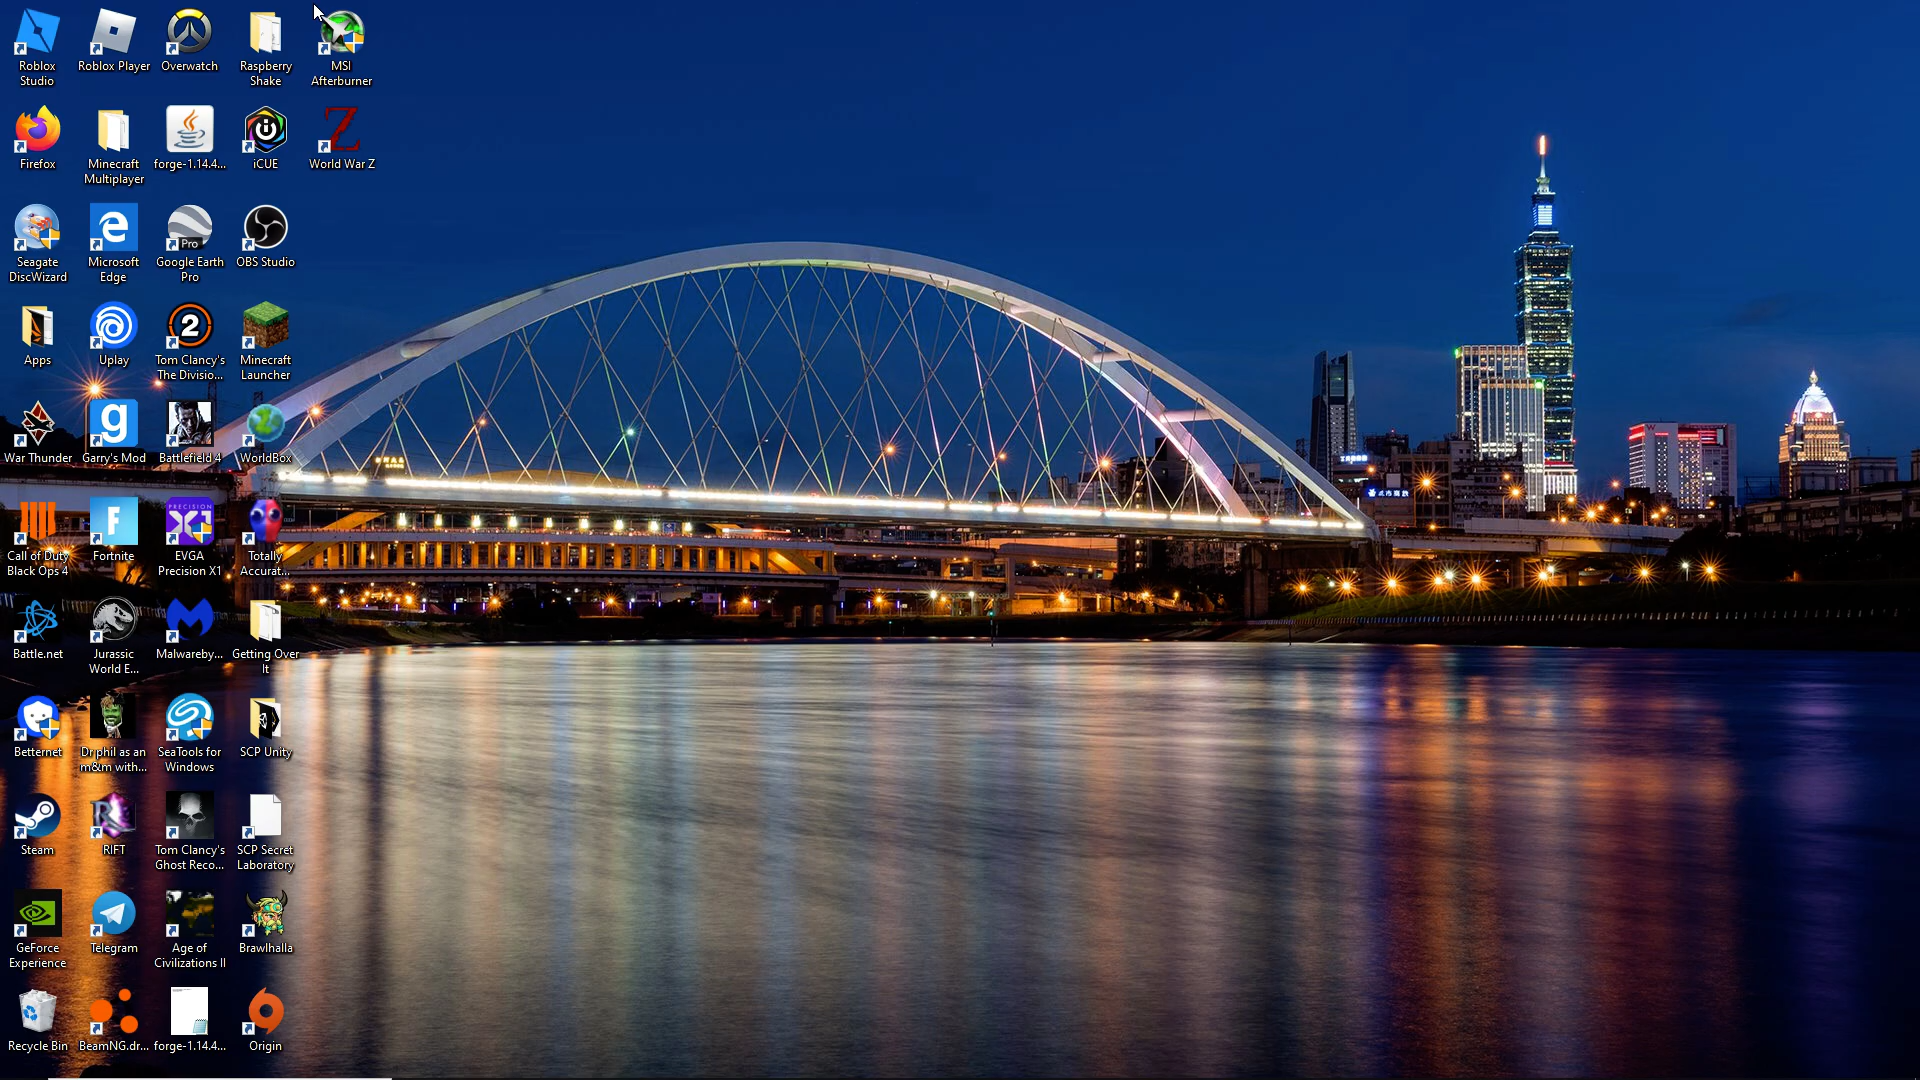 Roblox
Studio
Roblox Player
Overwatch
Raspberry
Shake
MSI
Afterburner
Firefox
Minecraft
Multiplayer
forge-1.14.4...
iCUE
World War Z
Seagate
DiscWizard
Microsoft
Edge
Pro
Google Earth
Pro
OBS Studio
Apps
Uplay
2
Tom Clancy's
The Divisio...
Minecraft
Launcher
War Thunder
g
Garry's Mod
Battlefield 4
WorldBox
Call of Duty
Black Ops 4
F
Fortnite
PRECISION
X1
EVGA
Precision X1
Totally
Accurat...
Battle.net
Jurassic
World E...
Malwareby...
Getting Over
It
Betternet
Dr phil as an
m&m with...
SeaTools for
Windows
SCP Unity
Steam
RIFT
Tom Clancy's
Ghost Reco...
SCP Secret
Laboratory
GeForce
Experience
Telegram
Age of
Civilizations II
Brawlhalla
Recycle Bin
BeamNG.dr...
forge-1.14.4...
Origin